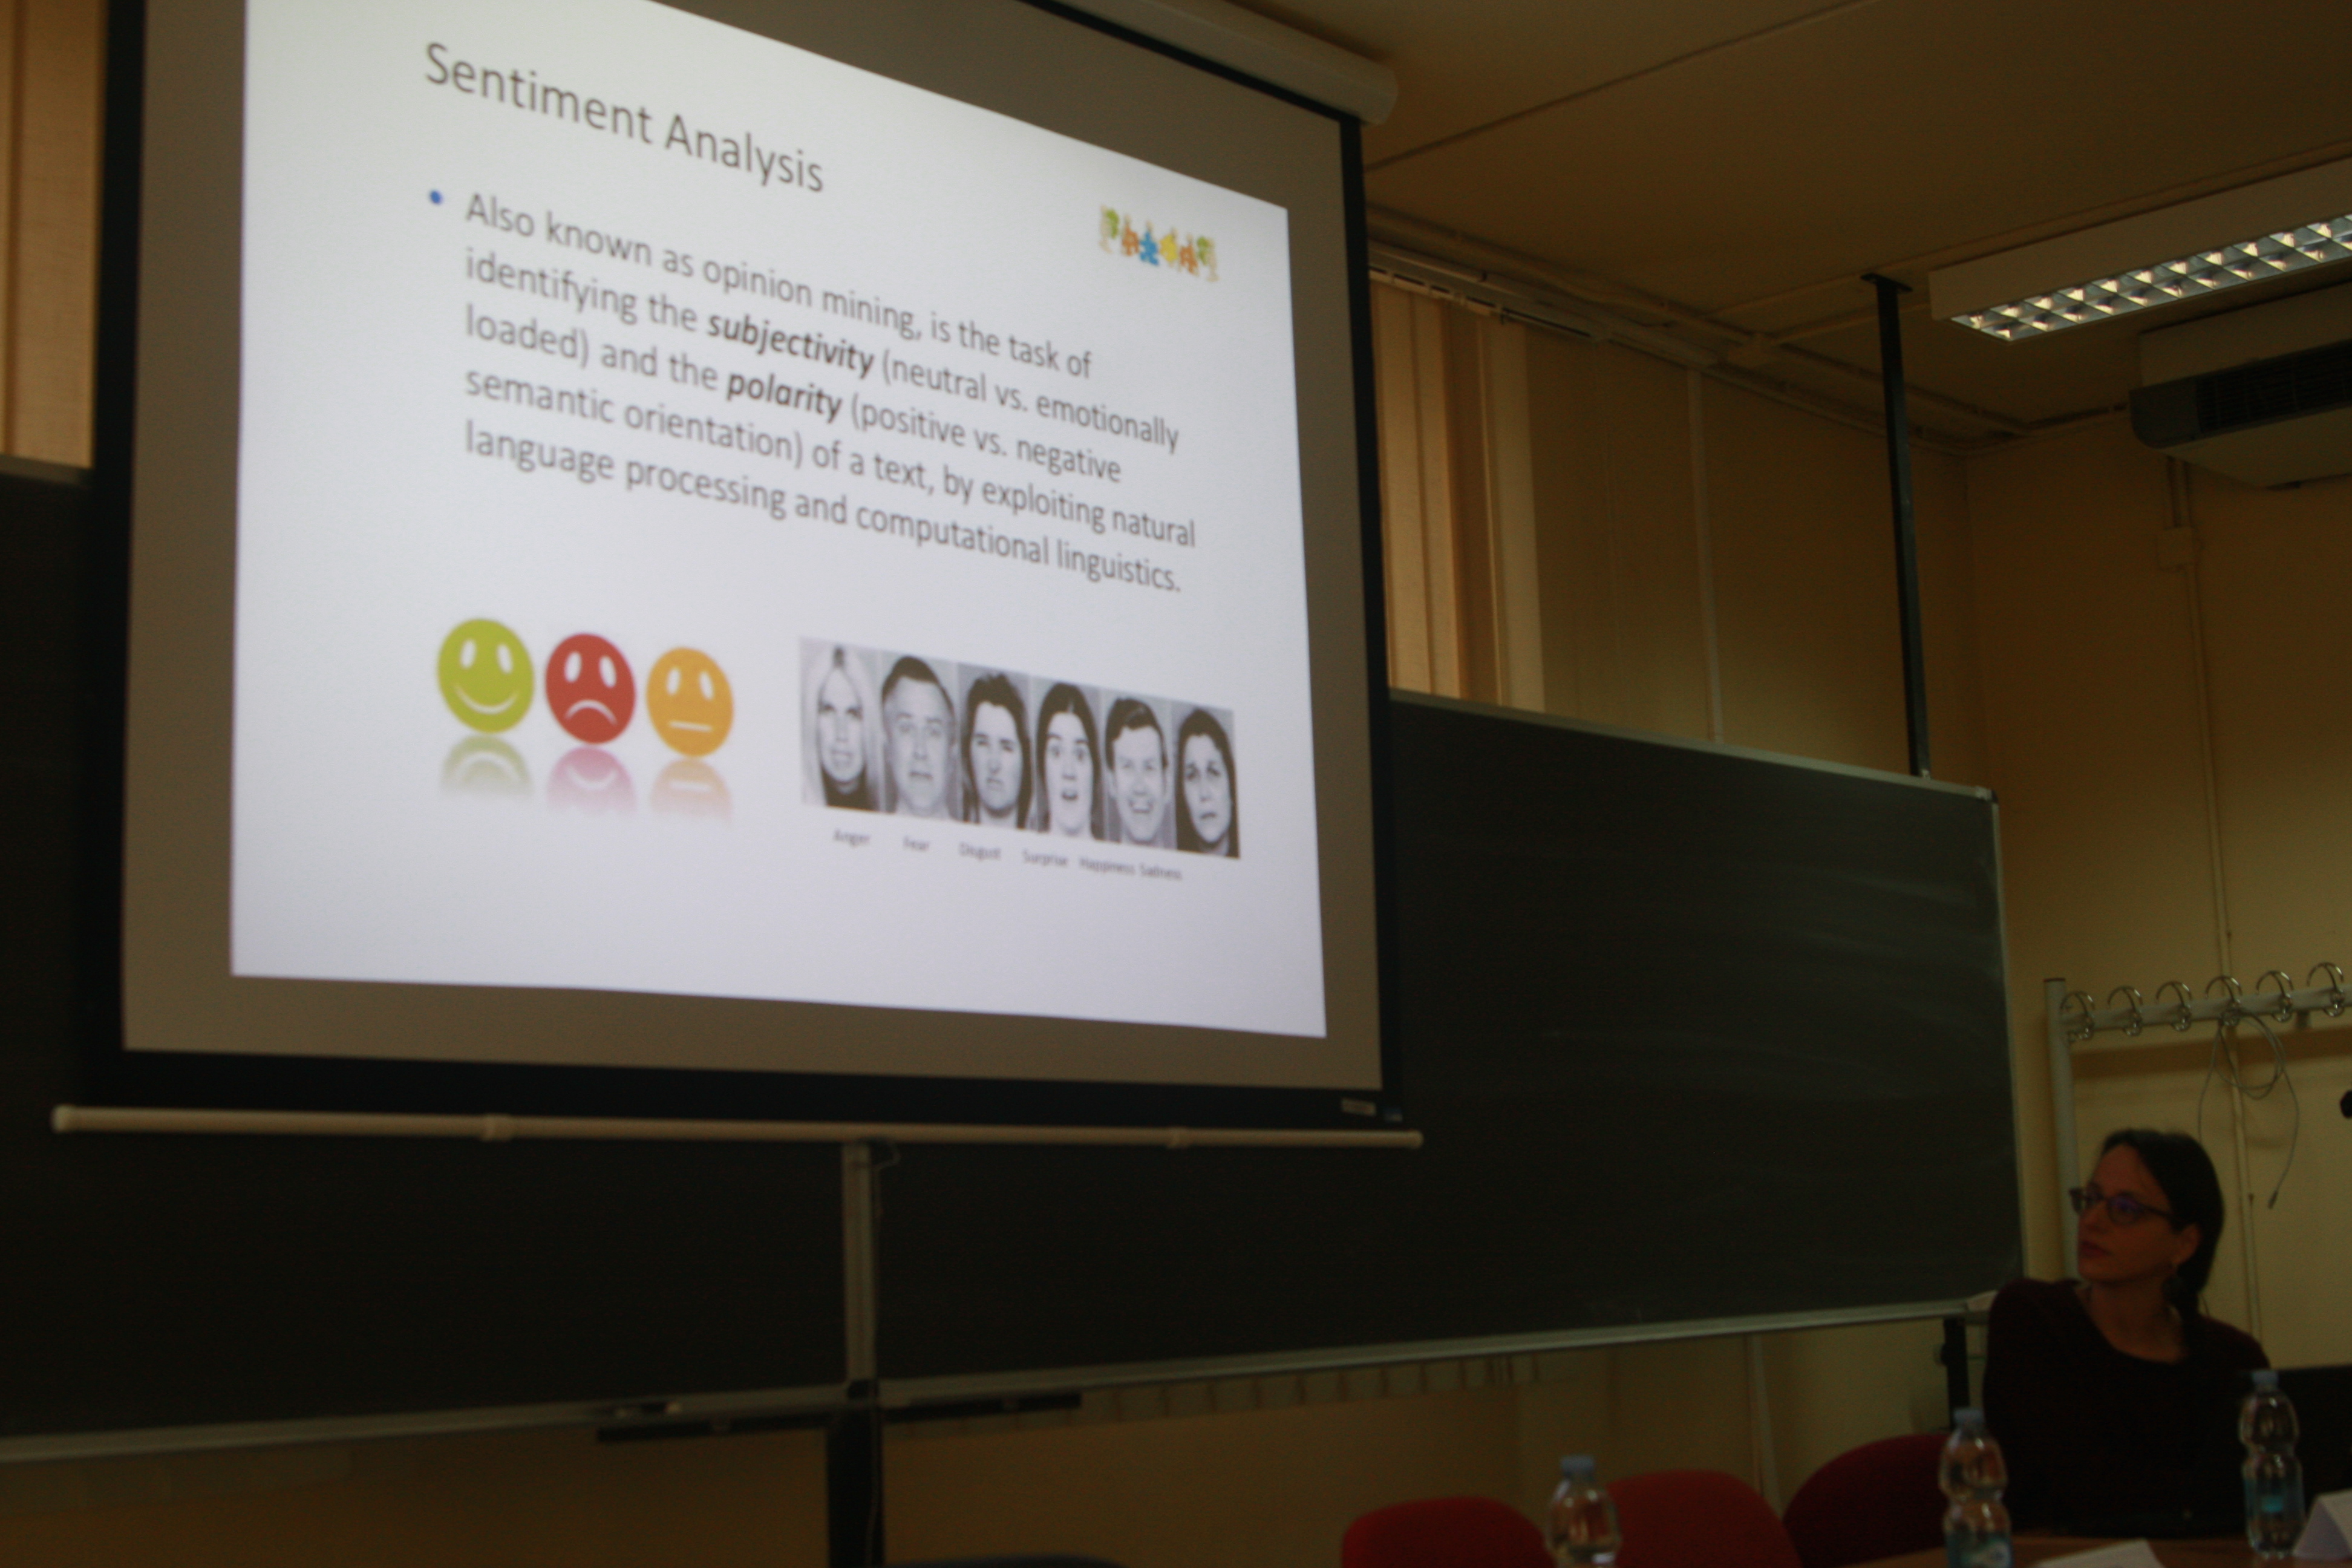 Sentiment Analysis
• Also known as opinion mining, is the task of
identifying the subjectivity (neutral vs. emotionally
loaded) and the polarity (positive vs. negative
semantic orientation) of a text, by exploiting natural
language processing and computational linguistics.
Anger Fear Disgust Surprise Happiness Sadness